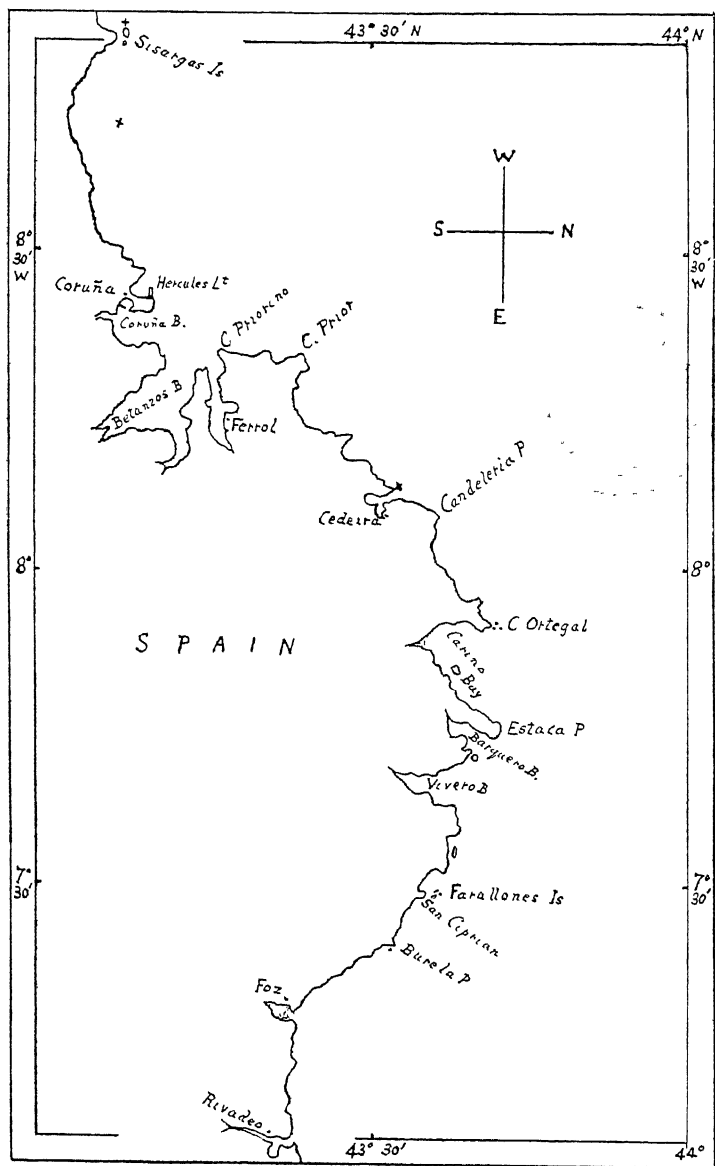 43° 30' N
44° N
Sisargas Is
W
S N
E
8° 30' W
8° 30' W
Coruña
Hercules Lt
Coruña B.
C. Priorino
C. Prior
Betanzos B
Ferrol
Candeleria P
Cedeira
8°
8°
C Ortegal
SPAIN
Carino Bay
Estaca P
Barquero B.
Vivero B
7° 30'
7° 30'
Farallones Is
San Ciprian
Burela P
Foz
Rivadeo
43° 30' N
44°